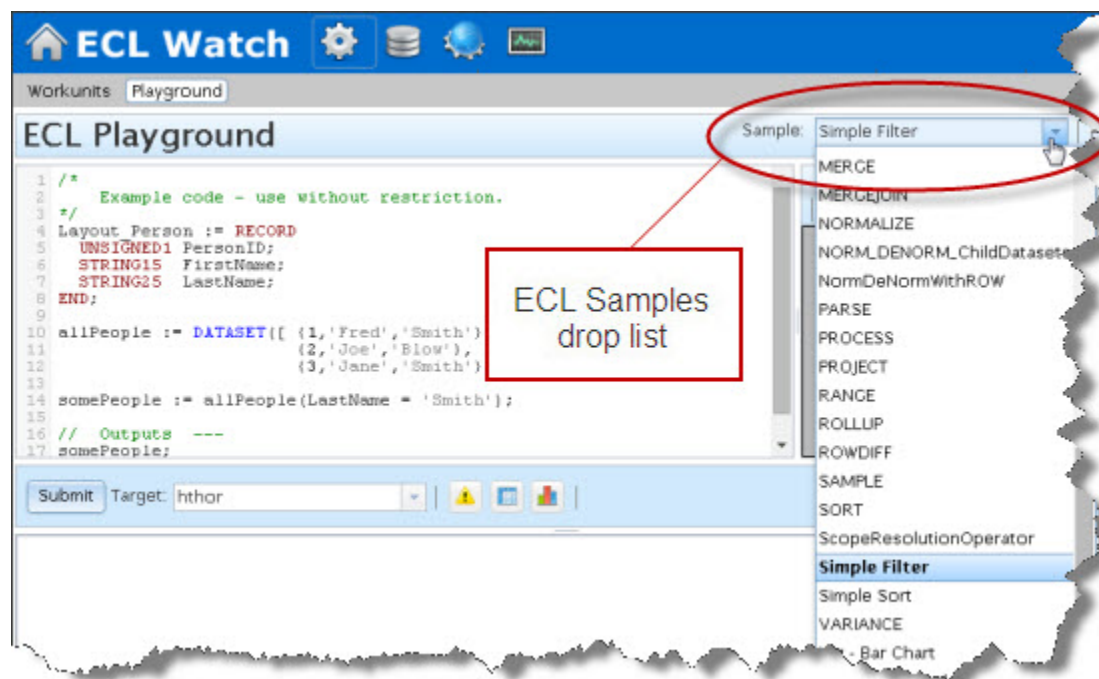 ECL Watch
Workunits Playground
ECL Playground
Sample: Simple Filter
1 /*
2 Example code - use without restriction.
3 */
4 Layout_Person := RECORD
5 UNSIGNED1 PersonID;
6 STRING15 FirstName;
7 STRING25 LastName;
8 END;
9
10 allPeople := DATASET([ {1,'Fred','Smith'}
11 {2,'Joe','Blow'},
12 {3,'Jane','Smith'}
13
14 somePeople := allPeople(LastName = 'Smith');
15
16 // Outputs ---
17 somePeople;
ECL Samples
drop list
Submit Target: hthor
MERGE
MERGEJOIN
NORMALIZE
NORM_DENORM_ChildDatasets
NormDeNormWithROW
PARSE
PROCESS
PROJECT
RANGE
ROLLLUP
ROWDIFF
SAMPLE
SORT
ScopeResolutionOperator
Simple Filter
Simple Sort
VARIANCE
- Bar Chart